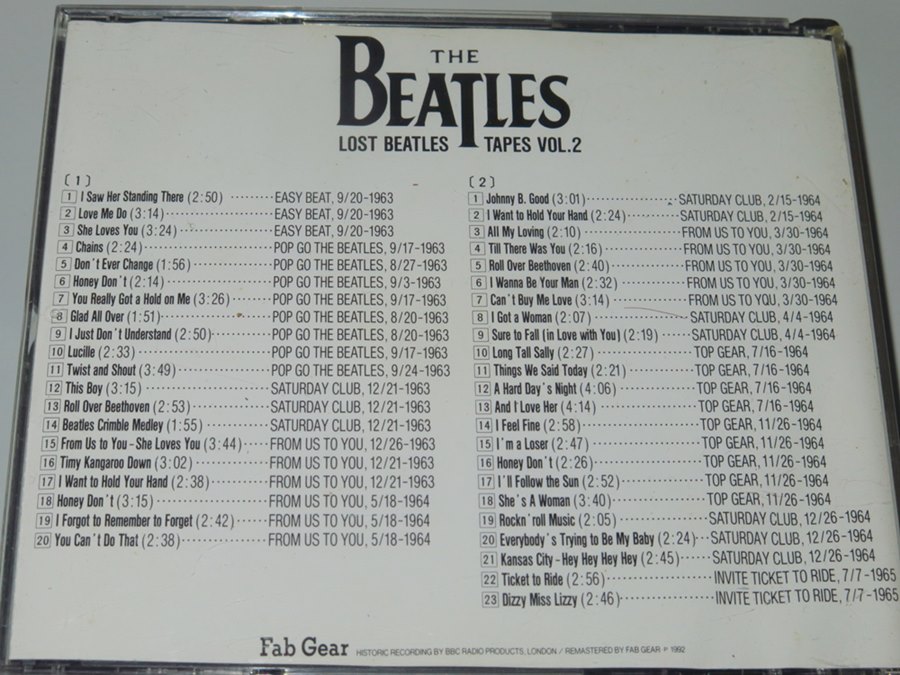 THE
BEATLES
LOST BEATLES TAPES VOL.2
(1)
1 I Saw Her Standing There (2:50) ········ EASY BEAT, 9/20-1963
2 Love Me Do (3:14) ···················· EASY BEAT, 9/20-1963
3 She Loves You (3:24) ················· EASY BEAT, 9/20-1963
4 Chains (2:24) ························ POP GO THE BEATLES, 9/17-1963
5 Don't Ever Change (1:56) ·············· POP GO THE BEATLES, 8/27-1963
6 Honey Don't (2:14) ··················· POP GO THE BEATLES, 9/3-1963
7 You Really Got a Hold on Me (3:26) ······· POP GO THE BEATLES, 9/17-1963
8 Glad All Over (1:51) ·················· POP GO THE BEATLES, 8/20-1963
9 I Just Don't Understand (2:50) ·········· POP GO THE BEATLES, 8/20-1963
10 Lucille (2:33) ······················· POP GO THE BEATLES, 9/17-1963
11 Twist and Shout (3:49) ················ POP GO THE BEATLES, 9/24-1963
12 This Boy (3:15) ······················ SATURDAY CLUB, 12/21-1963
13 Roll Over Beethoven (2:53) ············· SATURDAY CLUB, 12/21-1963
14 Beatles Crimble Medley (1:55) ··········· SATURDAY CLUB, 12/21-1963
15 From Us to You - She Loves You (3:44) ····· FROM US TO YOU, 12/26-1963
16 Timy Kangaroo Down (3:02) ············· FROM US TO YOU, 12/21-1963
17 I Want to Hold Your Hand (2:38) ········· FROM US TO YOU, 12/21-1963
18 Honey Don't (3:15) ··················· FROM US TO YOU, 5/18-1964
19 I Forgot to Remember to Forget (2:42) ······ FROM US TO YOU, 5/18-1964
20 You Can't Do That (2:38) ··············· FROM US TO YOU, 5/18-1964
(2)
1 Johnny B. Good (3:01) ················· SATURDAY CLUB, 2/15-1964
2 I Want to Hold Your Hand (2:24) ·········· SATURDAY CLUB, 2/15-1964
3 All My Loving (2:10) ·················· FROM US TO YOU, 3/30-1964
4 Till There Was You (2:16) ·············· FROM US TO YOU, 3/30-1964
5 Roll Over Beethoven (2:40) ············· FROM US TO YOU, 3/30-1964
6 I Wanna Be Your Man (2:32) ············ FROM US TO YOU, 3/30-1964
7 Can't Buy Me Love (3:14) ·············· FROM US TO YOU, 3/30-1964
8 I Got a Woman (2:07) ················· SATURDAY CLUB, 4/4-1964
9 Sure to Fall (in Love with You) (2:19) ······ SATURDAY CLUB, 4/4-1964
10 Long Tall Sally (2:27) ················ TOP GEAR, 7/16-1964
11 Things We Said Today (2:21) ············ TOP GEAR, 7/16-1964
12 A Hard Day's Night (4:06) ·············· TOP GEAR, 7/16-1964
13 And I Love Her (4:14) ················· TOP GEAR, 7/16-1964
14 I Feel Fine (2:58) ··················· TOP GEAR, 11/26-1964
15 I'm a Loser (2:47) ··················· TOP GEAR, 11/26-1964
16 Honey Don't (2:26) ··················· TOP GEAR, 11/26-1964
17 I'll Follow the Sun (2:52) ············· TOP GEAR, 11/26-1964
18 She's A Woman (3:40) ················· TOP GEAR, 11/26-1964
19 Rockn'roll Music (2:05) ················ SATURDAY CLUB, 12/26-1964
20 Everybody's Trying to Be My Baby (2:24) ··· SATURDAY CLUB, 12/26-1964
21 Kansas City - Hey Hey Hey Hey (2:45) ····· SATURDAY CLUB, 12/26-1964
22 Ticket to Ride (2:56) ················· INVITE TICKET TO RIDE, 7/7-1965
23 Dizzy Miss Lizzy (2:46) ················ INVITE TICKET TO RIDE, 7/7-1965
Fab Gear HISTORIC RECORDING BY BBC RADIO PRODUCTS, LONDON / REMASTERED BY FAB GEAR ℗ 1992